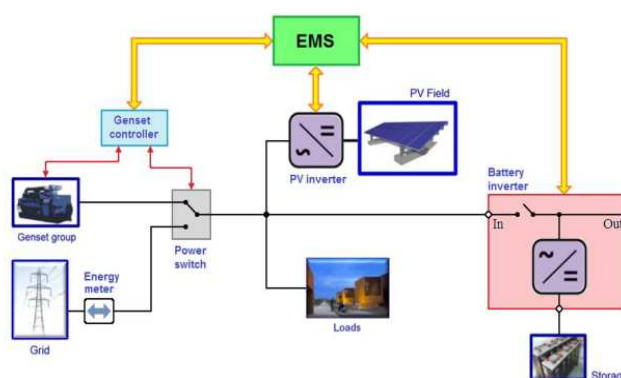 EMS
PV Field
Genset
controller
PV inverter
Battery
inverter
Genset group
Power
switch
In
Out
Energy
meter
Grid
Loads
Storag